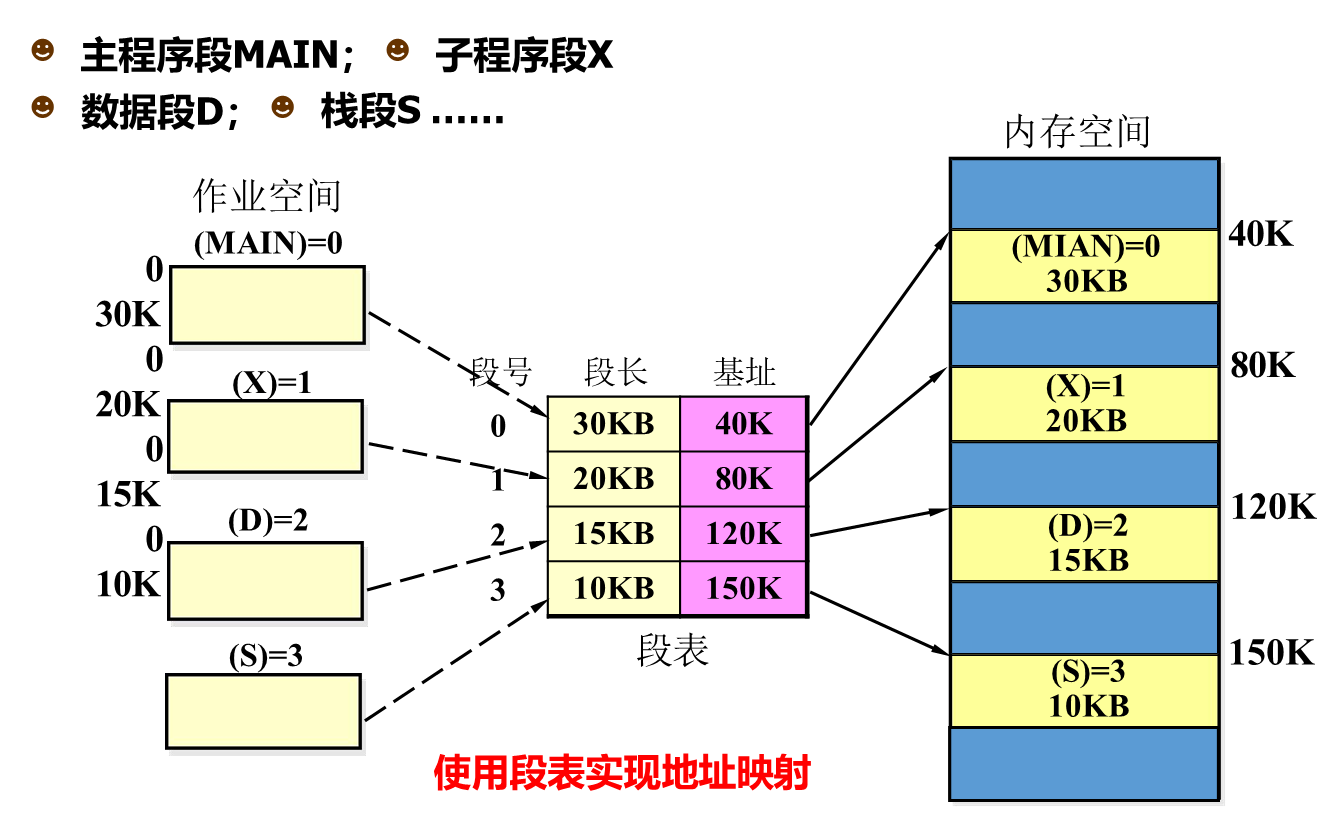 主程序段MAIN； 子程序段X
数据段D； 栈段S ……
作业空间
(MAIN)=0
0
30K
0
(X)=1
20K
0
15K
(D)=2
0
10K
(S)=3
段号 段长 基址
0 30KB 40K
1 20KB 80K
2 15KB 120K
3 10KB 150K
段表
内存空间
40K
(MIAN)=0
30KB
80K
(X)=1
20KB
120K
(D)=2
15KB
150K
(S)=3
10KB
使用段表实现地址映射